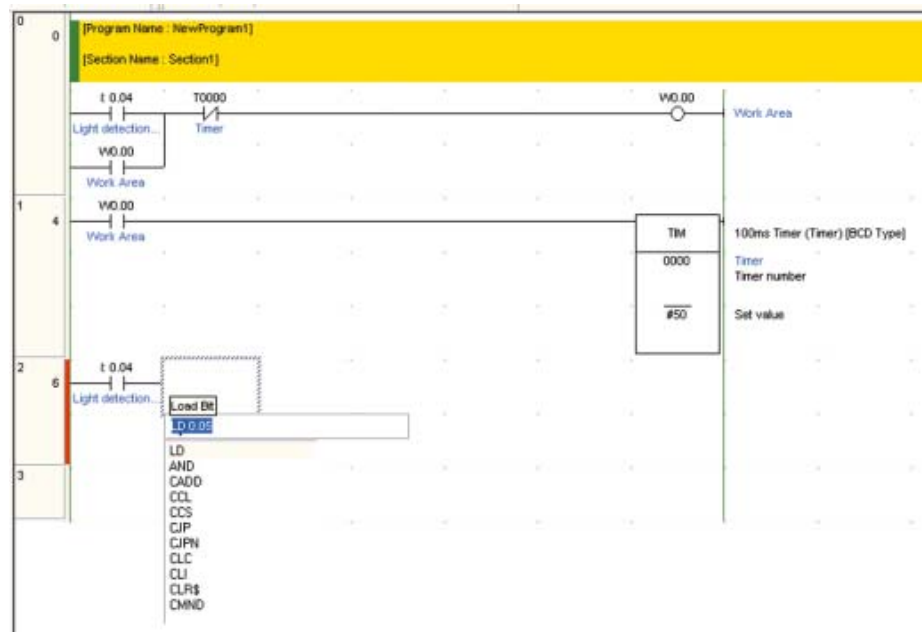 0
0
[Program Name : NewProgram1]
[Section Name : Section1]
I: 0.04
T0000
W0.00
Work Area
Light detection...
Timer
W0.00
Work Area
1
4
W0.00
Work Area
TIM
100ms Timer (Timer) [BCD Type]
0000
Timer
Timer number
#50
Set value
2
6
I: 0.04
Light detection...
Load Bit
LD 0.05
LD
AND
CADD
CCL
CCS
CJP
CJPN
CLC
CLI
CLR$
CMND
3